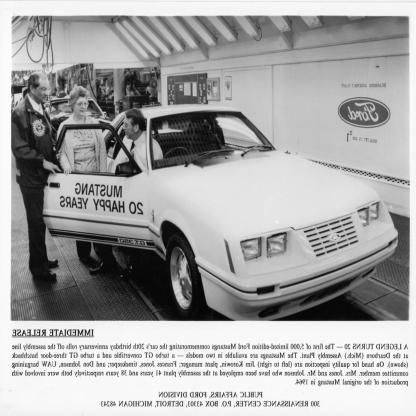 Ford
MUSTANG
20 HAPPY YEARS
IMMEDIATE RELEASE
A LEGEND TURNS 20 — The first of 5,000 limited-edition Ford Mustangs commemorating the car's 20th anniversary rolls off the assembly line
at the Dearborn (Mich.) Assembly Plant. The Mustangs are available in two models — a turbo GT convertible and a turbo GT three-door hatchback
(shown). On hand for quality inspection are (left to right) Jim plant manager; Frances Jones, timekeeper; and Don Johnson, UAW bargaining
committee member. Mrs. Jones and Mr. Johnson who have been employed at the assembly plant 41 years and 38 years respectively both were involved with
production of the original Mustang in 1964.
PUBLIC AFFAIRS, FORD DIVISION
300 RENAISSANCE CENTER, P.O. BOX 43301, DETROIT MICHIGAN 48243